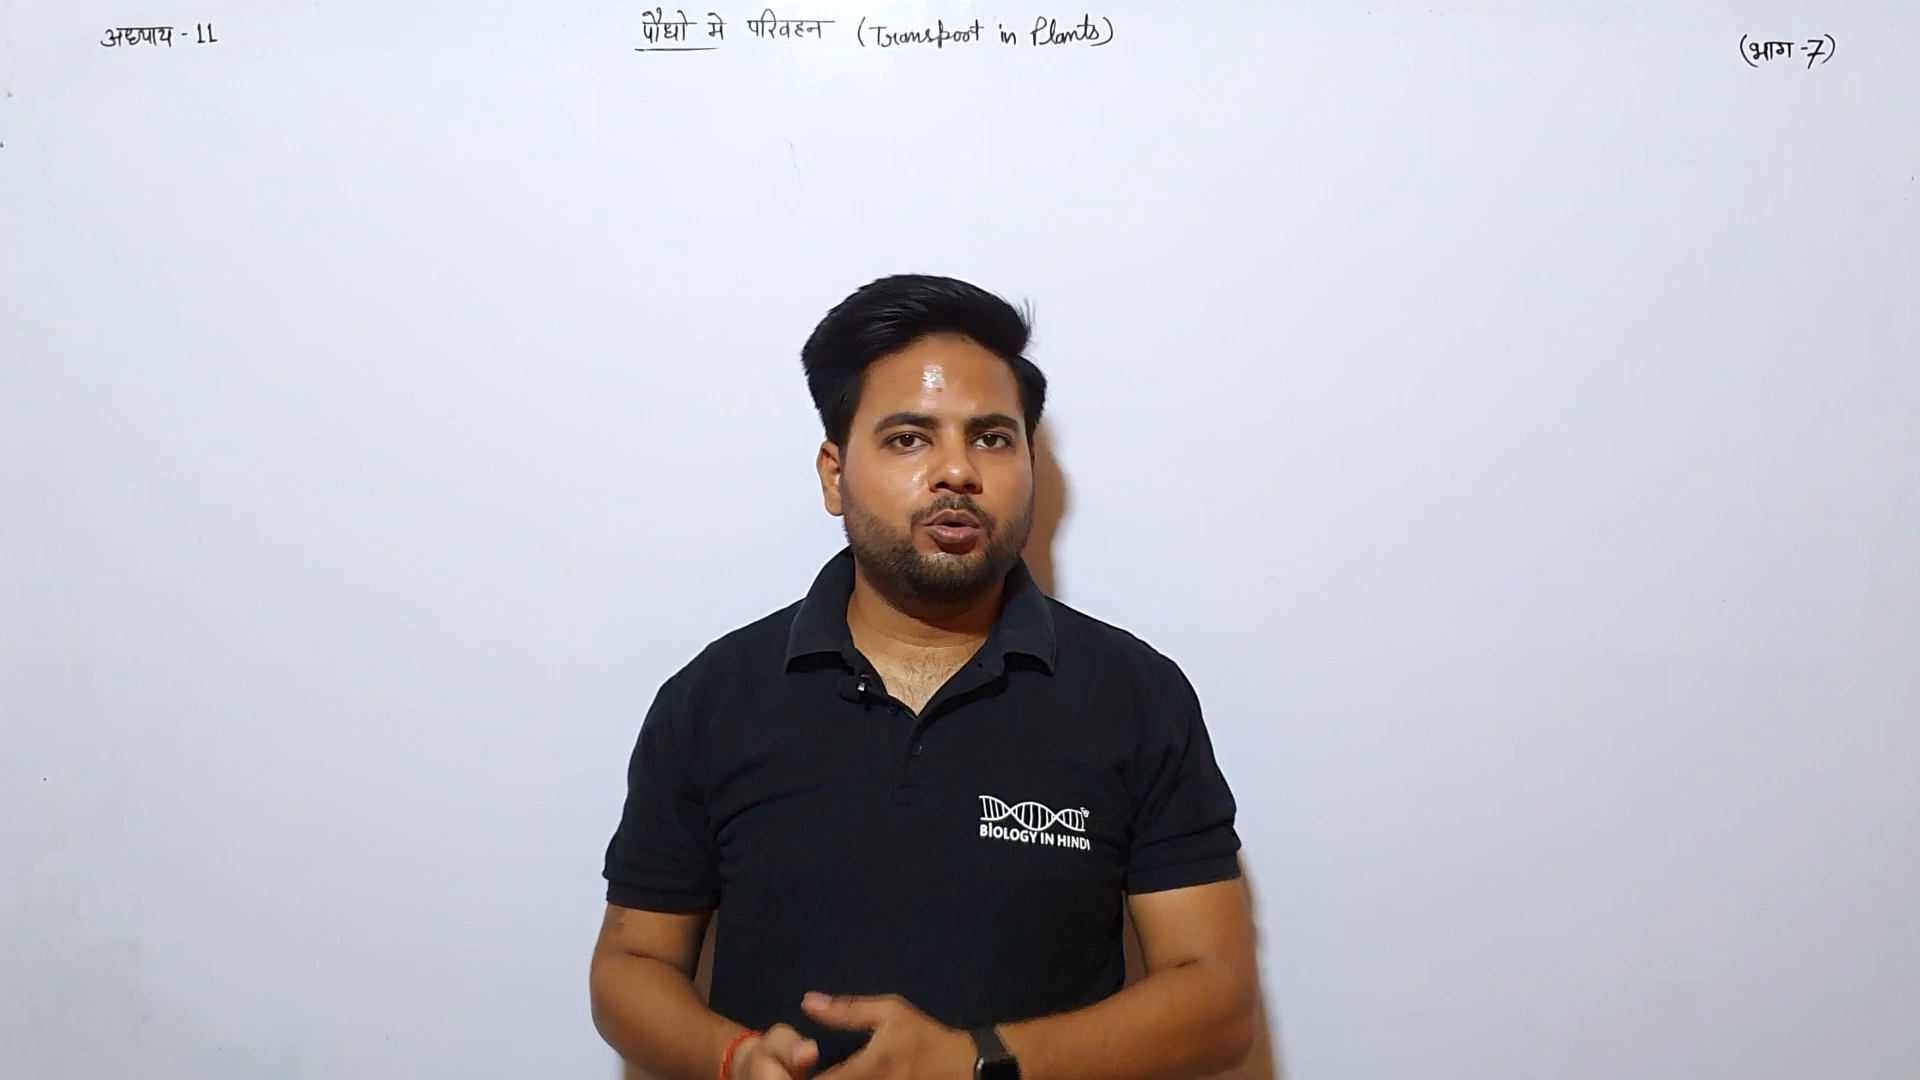 अध्याय - 11
पौधो मे परिवहन (Transport in Plants)
(भाग -7)
BIOLOGY IN HINDI